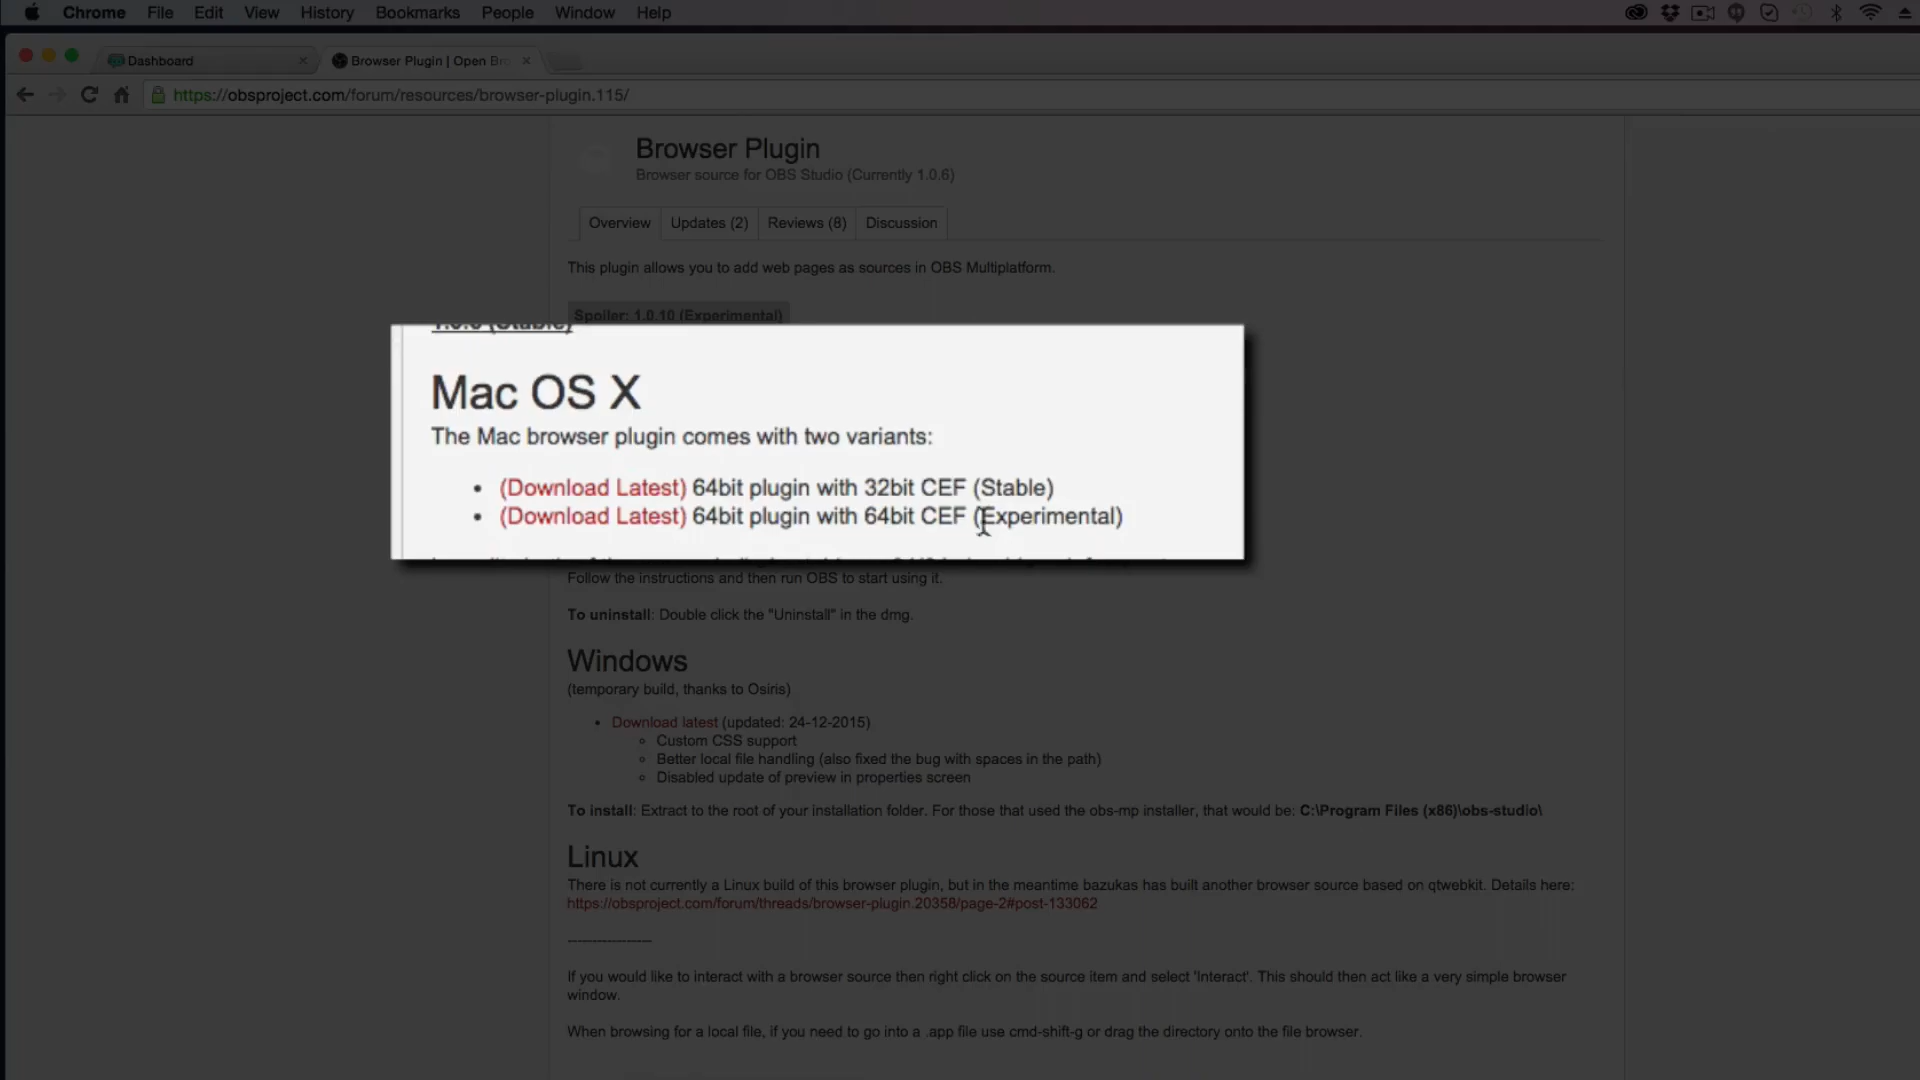 Chrome File Edit View History Bookmarks People Window Help
Dashboard
Browser Plugin | Open Bro
https://obsproject.com/forum/resources/browser-plugin.115/
Browser Plugin
Browser source for OBS Studio (Currently 1.0.6)
Overview Updates (2) Reviews (8) Discussion
This plugin allows you to add web pages as sources in OBS Multiplatform.
Spoiler: 1.0.10 (Experimental)
(Stable)
Mac OS X
The Mac browser plugin comes with two variants:
• (Download Latest) 64bit plugin with 32bit CEF (Stable)
• (Download Latest) 64bit plugin with 64bit CEF (Experimental)
Follow the instructions and then run OBS to start using it.
To uninstall: Double click the "Uninstall" in the dmg.
Windows
(temporary build, thanks to Osiris)
• Download latest (updated: 24-12-2015)
◦ Custom CSS support
◦ Better local file handling (also fixed the bug with spaces in the path)
◦ Disabled update of preview in properties screen
To install: Extract to the root of your installation folder. For those that used the obs-mp installer, that would be: C:\Program Files (x86)\obs-studio\
Linux
There is not currently a Linux build of this browser plugin, but in the meantime bazukas has built another browser source based on qtwebkit. Details here:
https://obsproject.com/forum/threads/browser-plugin.20358/page-2#post-133062
------------------
If you would like to interact with a browser source then right click on the source item and select 'Interact'. This should then act like a very simple browser
window.
When browsing for a local file, if you need to go into a .app file use cmd-shift-g or drag the directory onto the file browser.